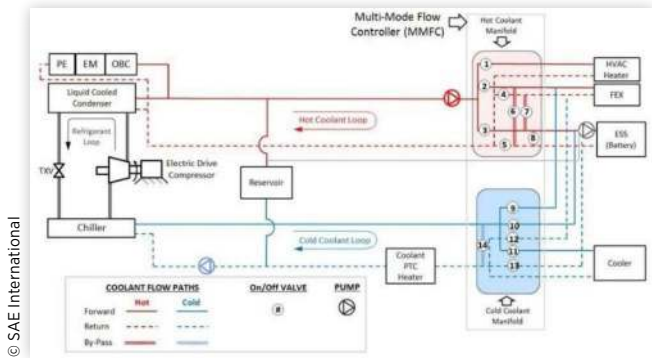 Multi-Mode Flow
Controller (MMFC)
Hot Coolant
Manifold
PE
EM
OBC
Liquid Cooled
Condenser
Refrigerant
Loop
TXV
Electric Drive
Compressor
Chiller
Hot Coolant Loop
Reservoir
Cold Coolant Loop
Coolant
PTC
Heater
1
2
4
6
7
3
8
5
HVAC
Heater
FEX
ESS
(Battery)
9
10
12
14
11
13
Cooler
Cold Coolant
Manifold
COOLANT FLOW PATHS
Hot
Cold
Forward
Return
By-Pass
On/Off VALVE
#
PUMP
© SAE International